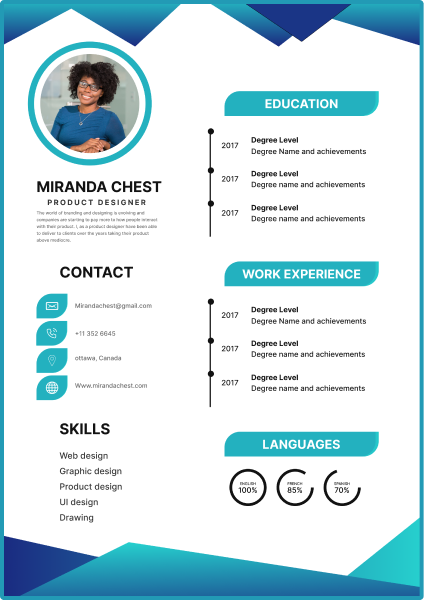 MIRANDA CHEST
PRODUCT DESIGNER
The world of branding and designing is evolving and
companies are starting to pay more to how people interact
with their product. I, as a product designer have been able
to deliver to clients over the years taking their product
above mediocre.
CONTACT
Mirandachest@gmail.com
+11 352 6645
ottawa, Canada
Www.mirandachest.com
SKILLS
Web design
Graphic design
Product design
UI design
Drawing
EDUCATION
2017
Degree Level
Degree Name and achievements
2017
Degree Level
Degree name and achievements
2017
Degree Level
Degree name and achievements
WORK EXPERIENCE
2017
Degree Level
Degree Name and achievements
2017
Degree Level
Degree name and achievements
2017
Degree Level
Degree name and achievements
LANGUAGES
ENGLISH
100%
FRENCH
85%
SPANISH
70%